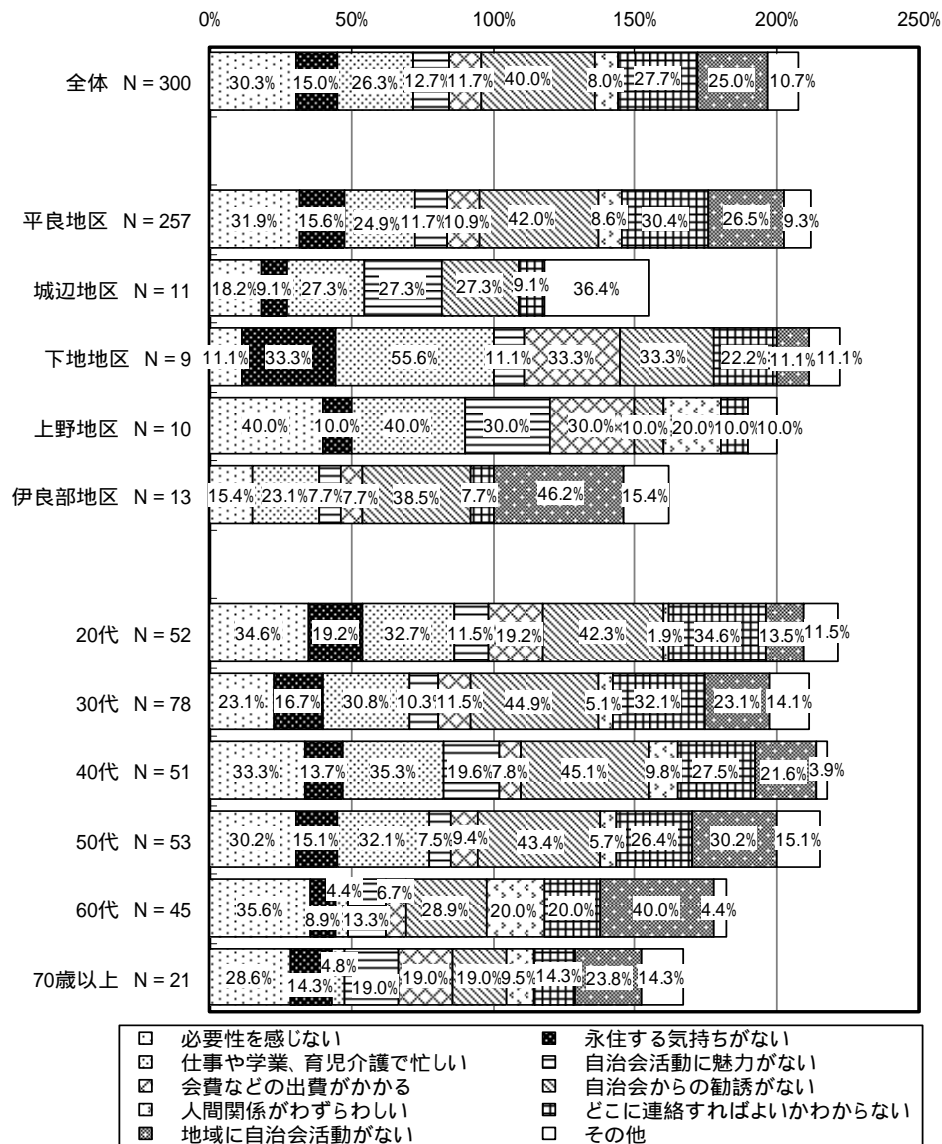 0% 50% 100% 150% 200% 250%
全体 N = 300 30.3% 15.0% 26.3% 12.7% 11.7% 40.0% 8.0% 27.7% 25.0% 10.7%
平良地区 N = 257 31.9% 15.6% 24.9% 11.7% 10.9% 42.0% 8.6% 30.4% 26.5% 9.3%
城辺地区 N = 11 18.2% 9.1% 27.3% 27.3% 27.3% 9.1% 36.4%
下地地区 N = 9 11.1% 33.3% 55.6% 11.1% 33.3% 33.3% 22.2% 11.1% 11.1%
上野地区 N = 10 40.0% 10.0% 40.0% 30.0% 30.0% 10.0% 20.0% 10.0% 10.0%
伊良部地区 N = 13 15.4% 23.1% 7.7% 7.7% 38.5% 7.7% 46.2% 15.4%
20代 N = 52 34.6% 19.2% 32.7% 11.5% 19.2% 42.3% 1.9% 34.6% 13.5% 11.5%
30代 N = 78 23.1% 16.7% 30.8% 10.3% 11.5% 44.9% 5.1% 32.1% 23.1% 14.1%
40代 N = 51 33.3% 13.7% 35.3% 19.6% 7.8% 45.1% 9.8% 27.5% 21.6% 3.9%
50代 N = 53 30.2% 15.1% 32.1% 7.5% 9.4% 43.4% 5.7% 26.4% 30.2% 15.1%
60代 N = 45 35.6% 8.9% 4.4% 13.3% 6.7% 28.9% 20.0% 20.0% 40.0% 4.4%
70歳以上 N = 21 28.6% 14.3% 4.8% 19.0% 19.0% 19.0% 9.5% 14.3% 23.8% 14.3%
必要性を感じない 永住する気持ちがない
仕事や学業、育児介護で忙しい 自治会活動に魅力がない
会費などの出費がかかる 自治会からの勧誘がない
人間関係がわずらわしい どこに連絡すればよいかわからない
地域に自治会活動がない その他